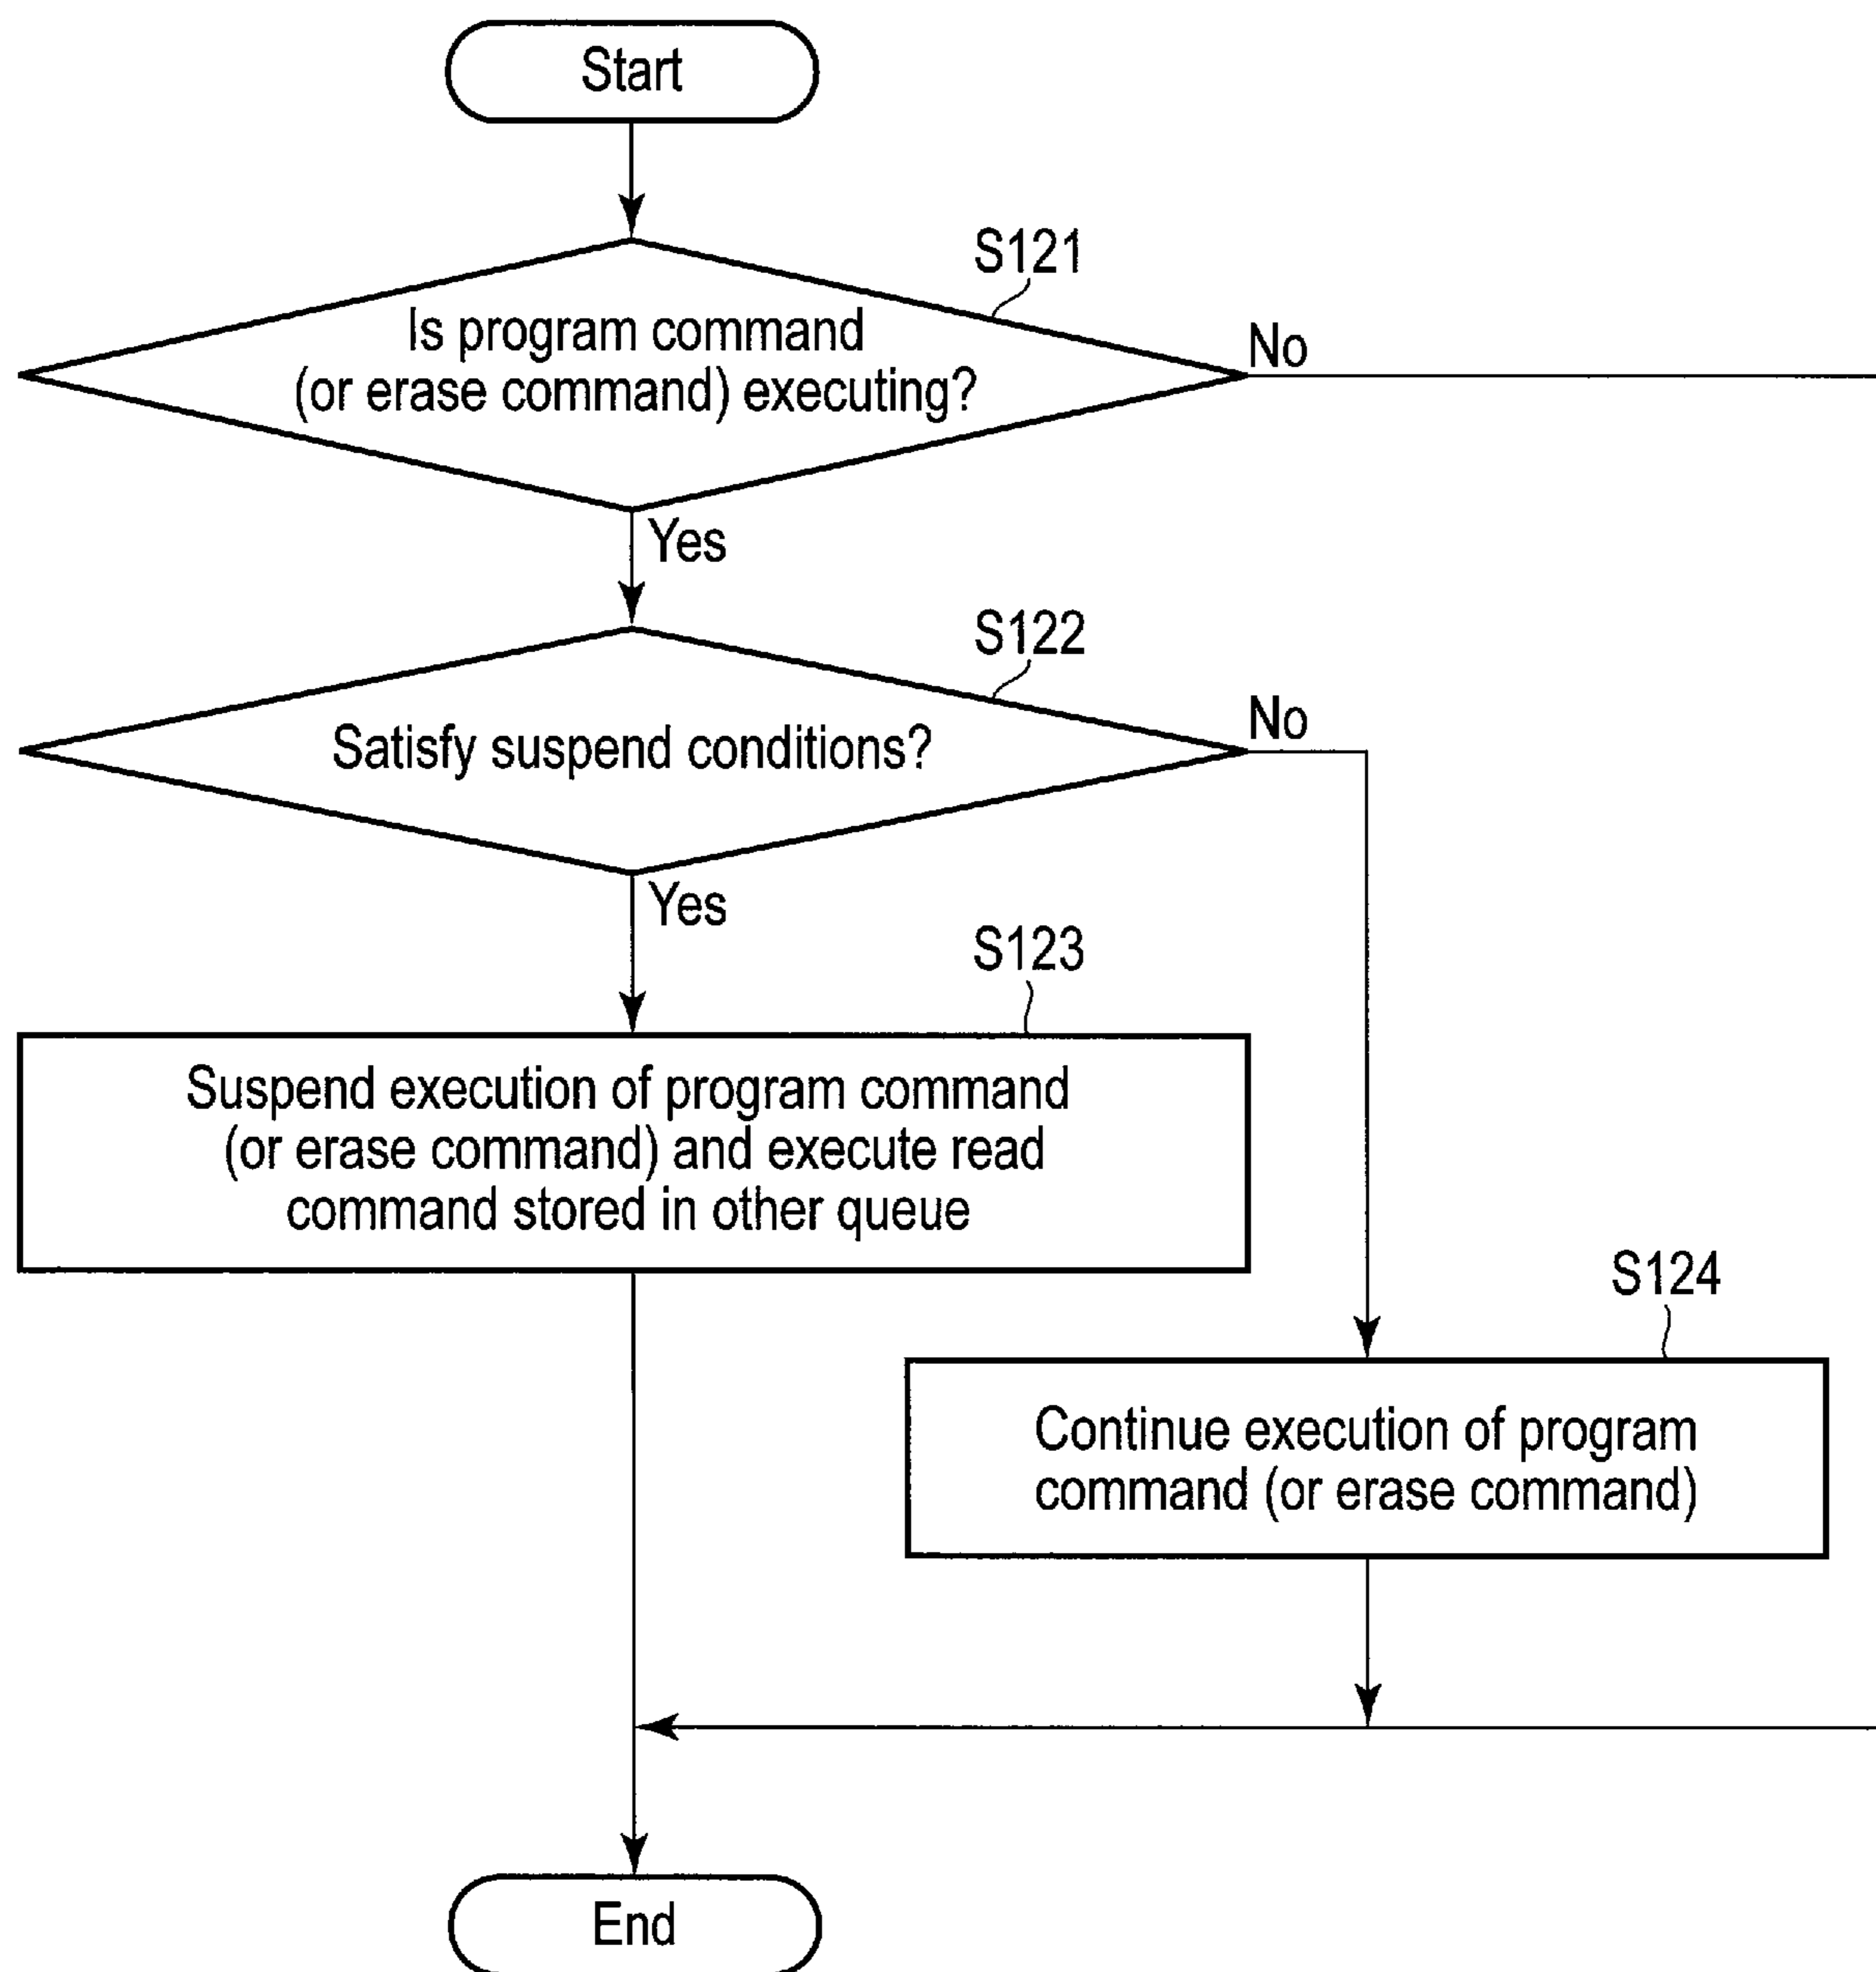 Start
S121
Is program command
(or erase command) executing?
No
Yes
S122
Satisfy suspend conditions?
No
Yes
S123
Suspend execution of program command
(or erase command) and execute read
command stored in other queue
S124
Continue execution of program
command (or erase command)
End